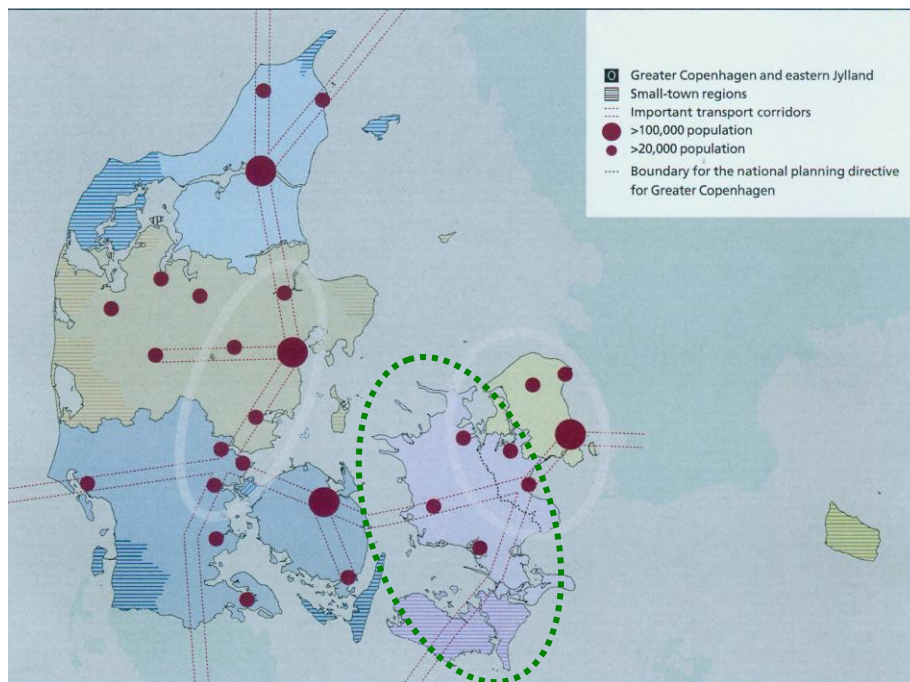 Greater Copenhagen and eastern Jylland
Small-town regions
Important transport corridors
>100,000 population
>20,000 population
Boundary for the national planning directive
for Greater Copenhagen